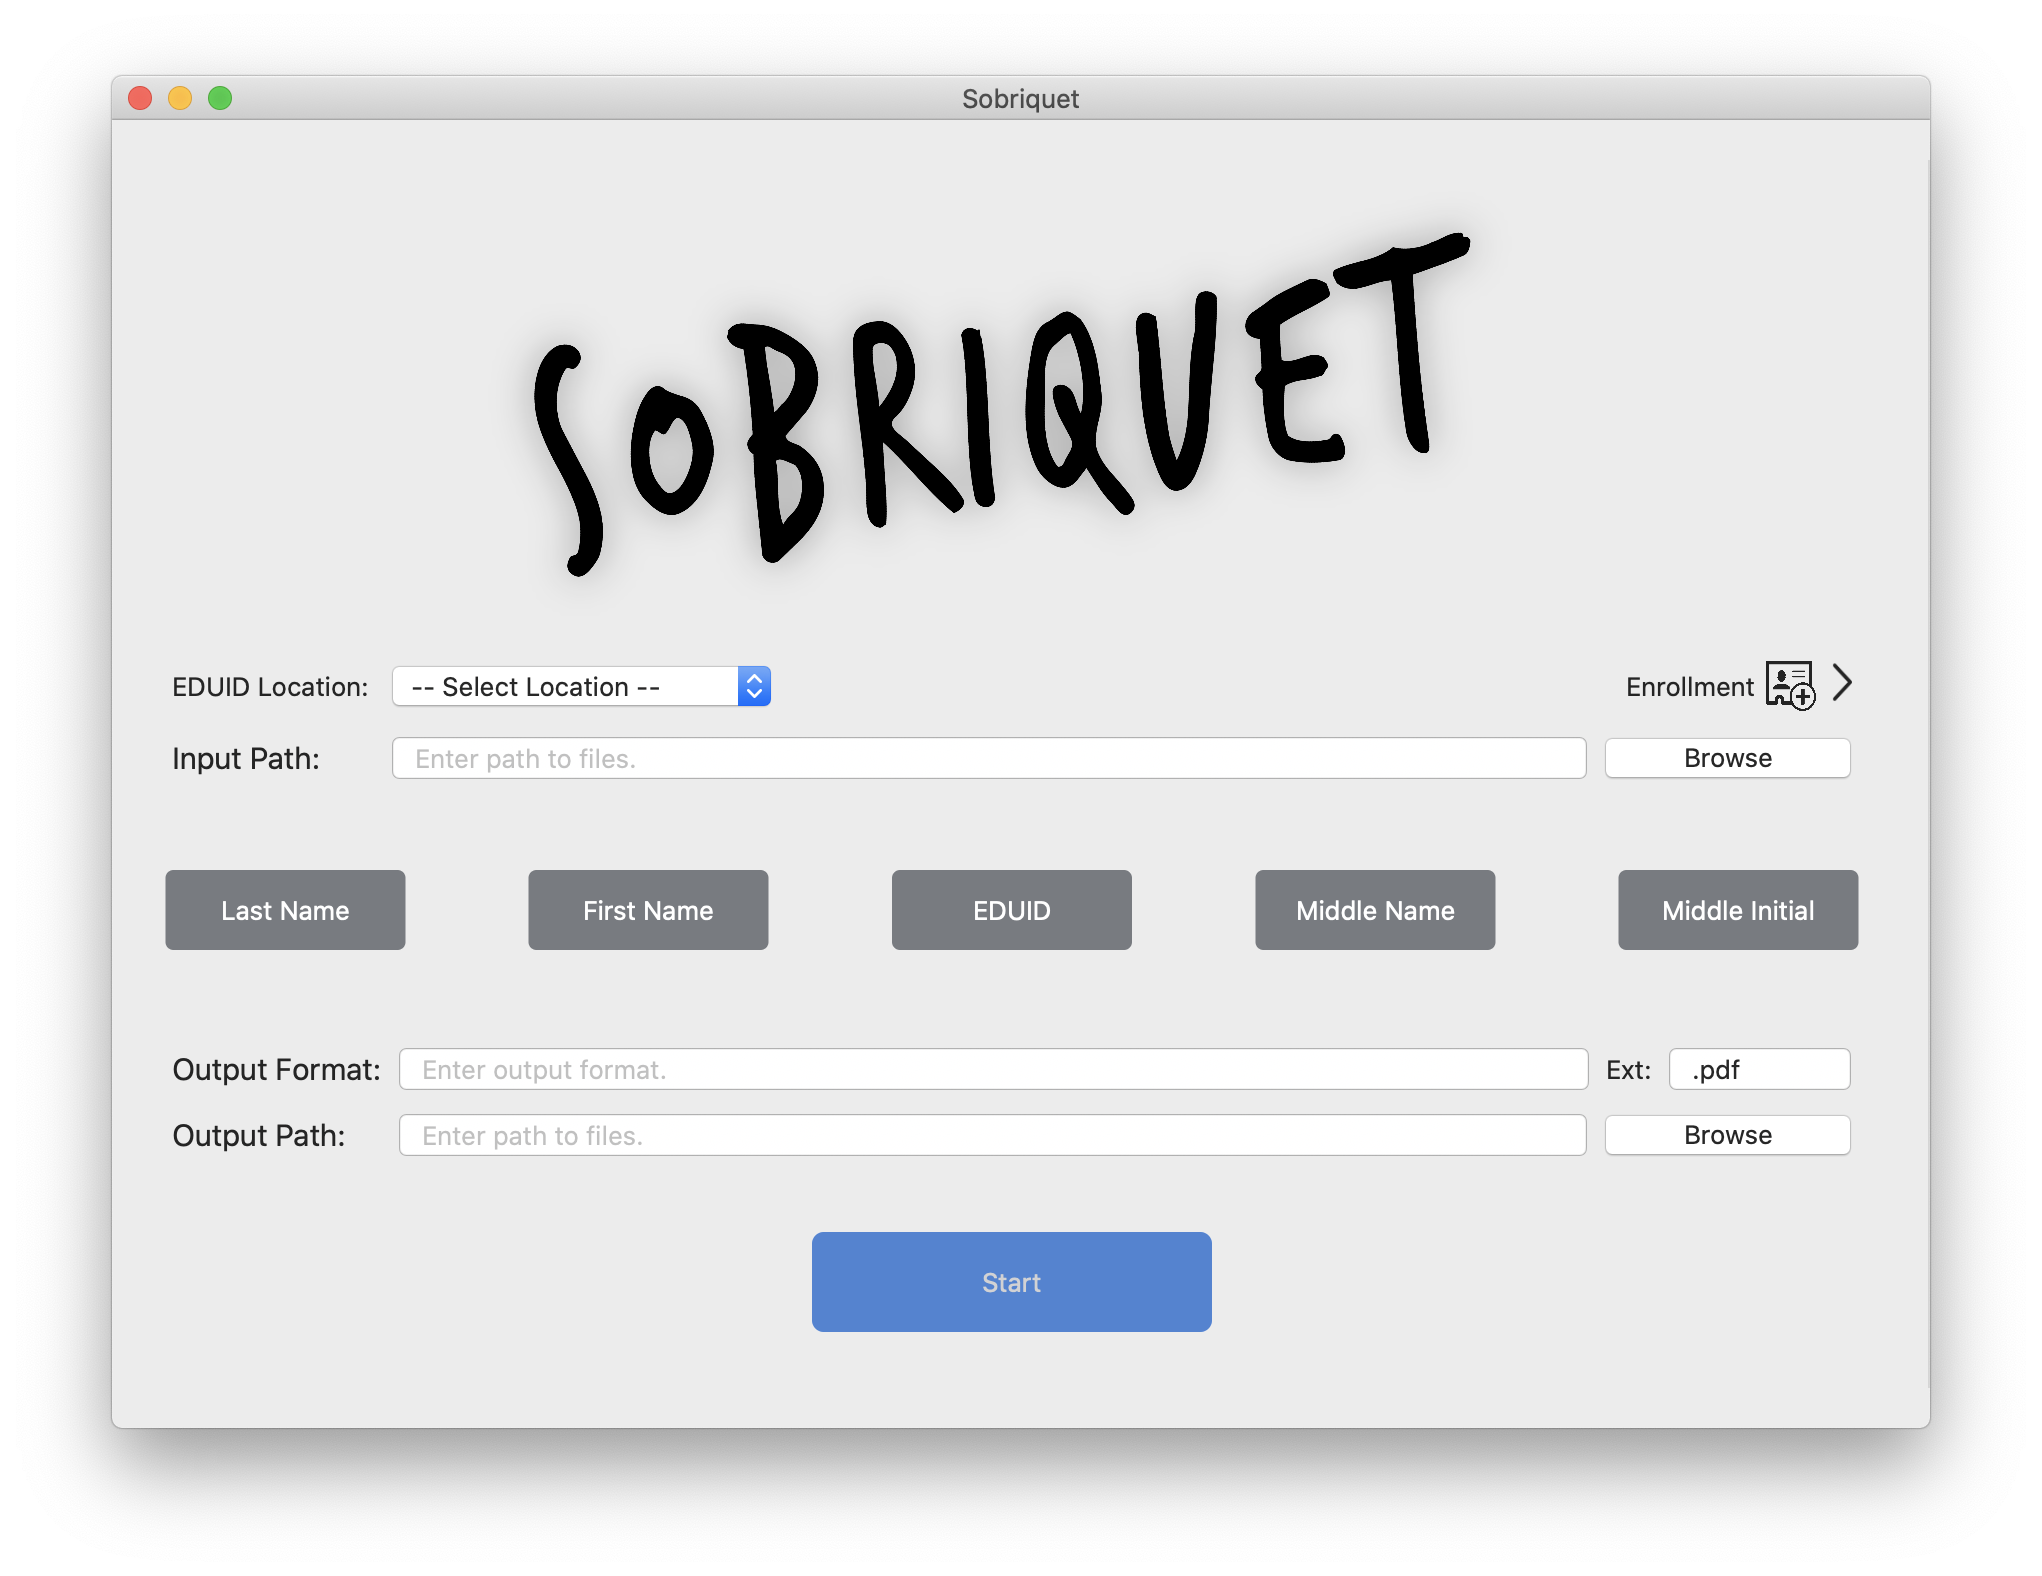 Sobriquet
SOBRIQUET
EDUID Location: -- Select Location -- Enrollment
Input Path: Enter path to files. Browse
Last Name First Name EDUID Middle Name Middle Initial
Output Format: Enter output format. Ext: .pdf
Output Path: Enter path to files. Browse
Start